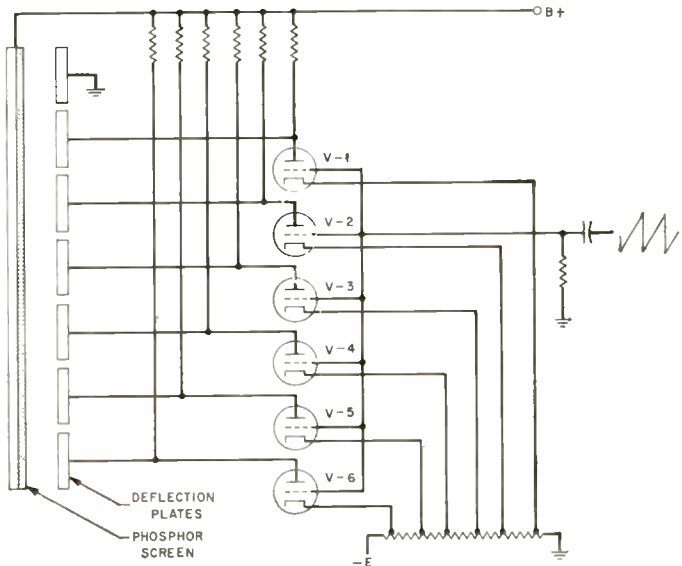 B+
V-1
V-2
V-3
V-4
V-5
V-6
DEFLECTION
PLATES
PHOSPHOR
SCREEN
-E